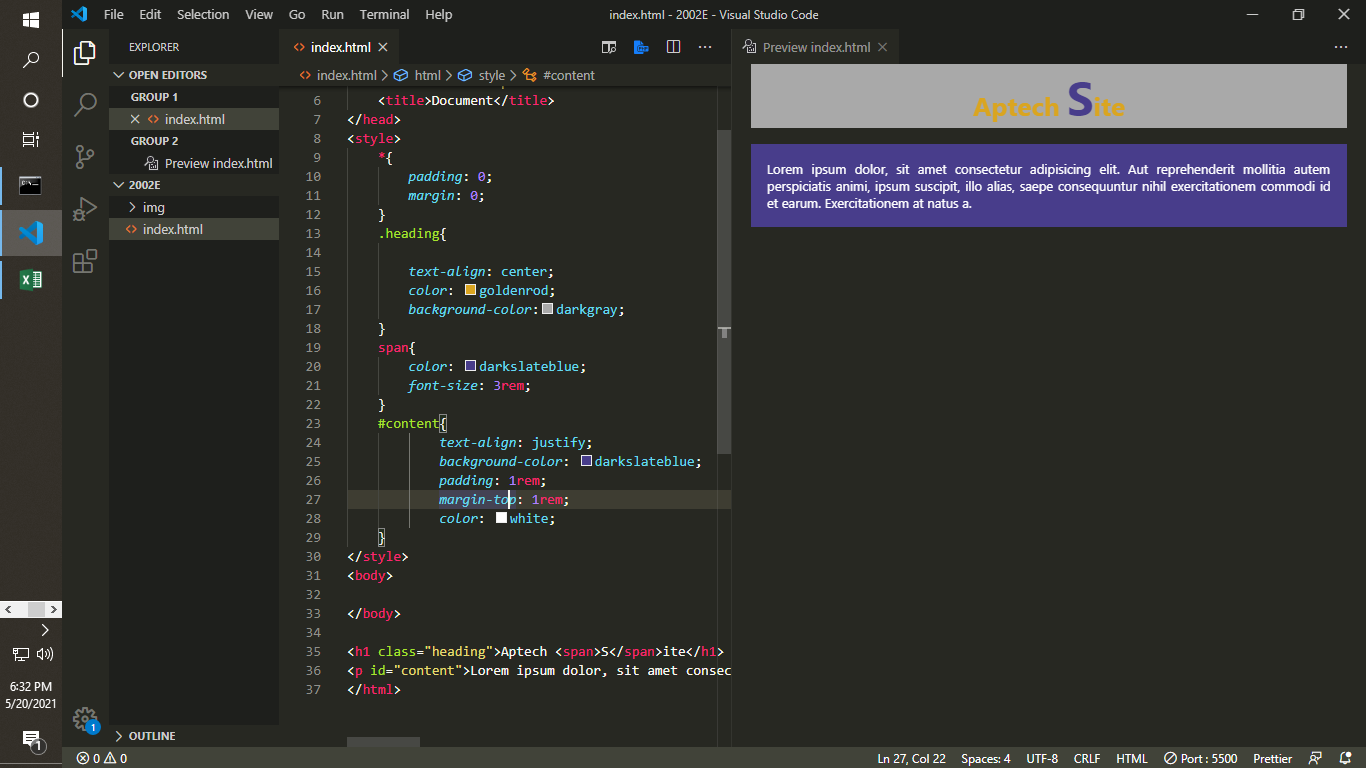 File Edit Selection View Go Run Terminal Help
index.html - 2002E - Visual Studio Code
EXPLORER
OPEN EDITORS
GROUP 1
index.html
GROUP 2
Preview index.html
2002E
img
index.html
OUTLINE
index.html
index.html > html > style > #content
6 <title>Document</title>
7 </head>
8 <style>
9 *{
10 padding: 0;
11 margin: 0;
12 }
13 .heading{
14
15 text-align: center;
16 color: goldenrod;
17 background-color: darkgray;
18 }
19 span{
20 color: darkslateblue;
21 font-size: 3rem;
22 }
23 #content{
24 text-align: justify;
25 background-color: darkslateblue;
26 padding: 1rem;
27 margin-top: 1rem;
28 color: white;
29 }
30 </style>
31 <body>
32
33 </body>
34
35 <h1 class="heading">Aptech <span>S</span>ite</h1>
36 <p id="content">Lorem ipsum dolor, sit amet consec
37 </html>
Preview index.html
Aptech Site
Lorem ipsum dolor, sit amet consectetur adipisicing elit. Aut reprehenderit mollitia autem
perspiciatis animi, ipsum suscipit, illo alias, saepe consequuntur nihil exercitationem commodi id
et earum. Exercitationem at natus a.
6:32 PM
5/20/2021
1
1
0 0
Ln 27, Col 22 Spaces: 4 UTF-8 CRLF HTML Port : 5500 Prettier